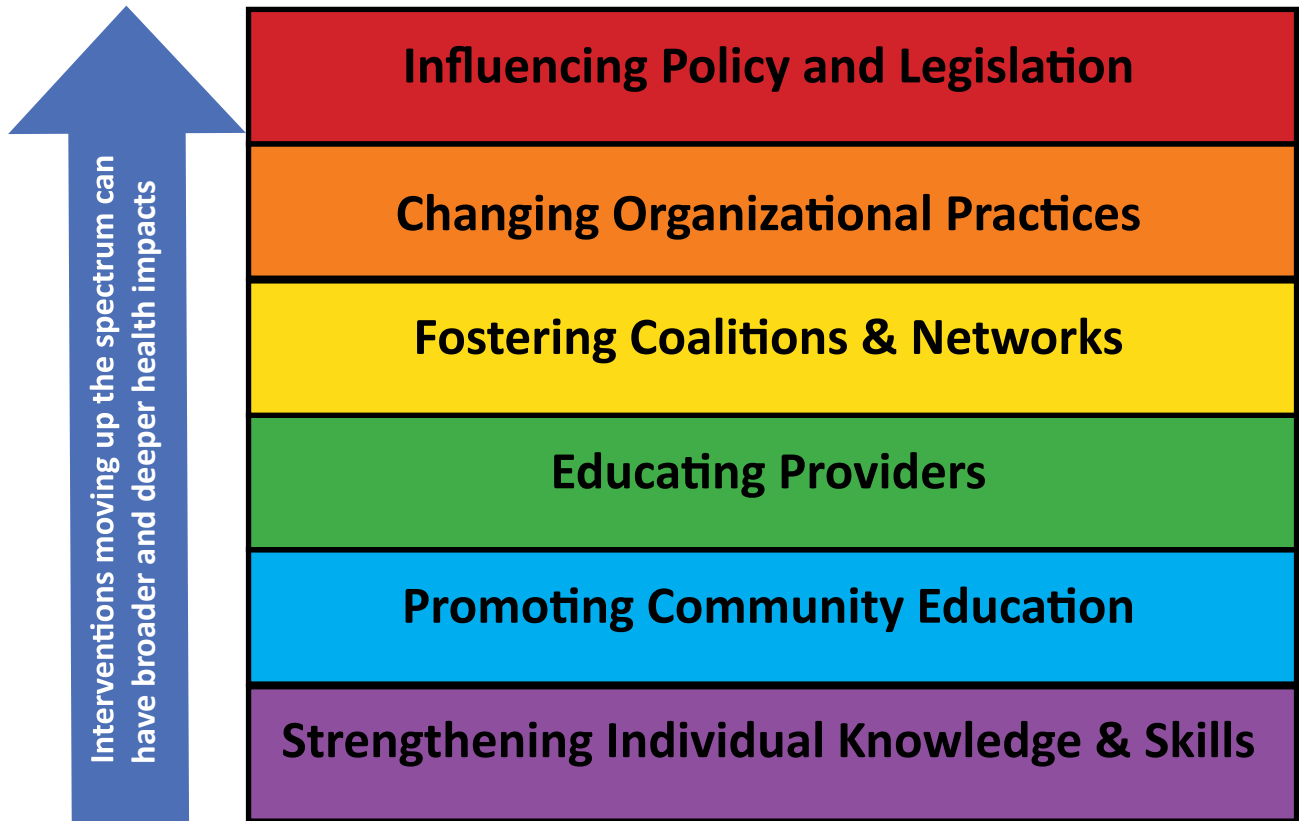 Interventions moving up the spectrum can
have broader and deeper health impacts
Influencing Policy and Legislation
Changing Organizational Practices
Fostering Coalitions & Networks
Educating Providers
Promoting Community Education
Strengthening Individual Knowledge & Skills